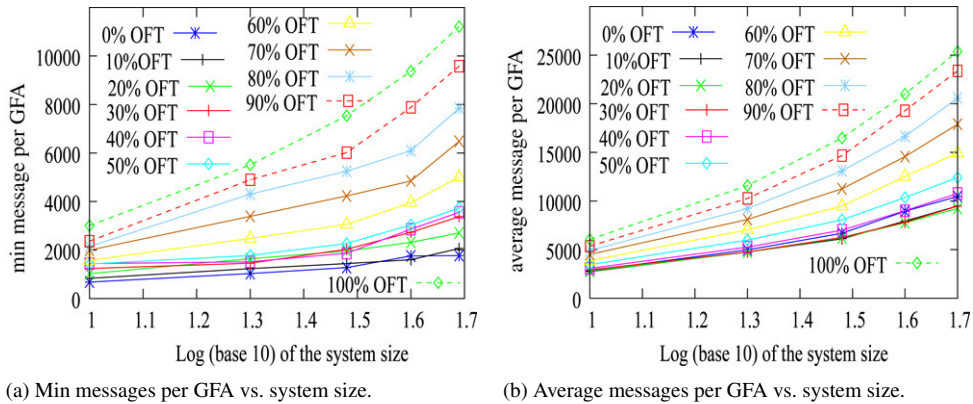 min message per GFA
10000
8000
6000
4000
2000
0
0% OFT
10%OFT
20% OFT
30% OFT
40% OFT
50% OFT
60% OFT
70% OFT
80% OFT
90% OFT
100% OFT
1
1.1
1.2
1.3
1.4
1.5
1.6
1.7
Log (base 10) of the system size
(a) Min messages per GFA vs. system size.
average message per GFA
25000
20000
15000
10000
5000
0
0% OFT
10%OFT
20% OFT
30% OFT
40% OFT
50% OFT
60% OFT
70% OFT
80% OFT
90% OFT
100% OFT
1
1.1
1.2
1.3
1.4
1.5
1.6
1.7
Log (base 10) of the system size
(b) Average messages per GFA vs. system size.